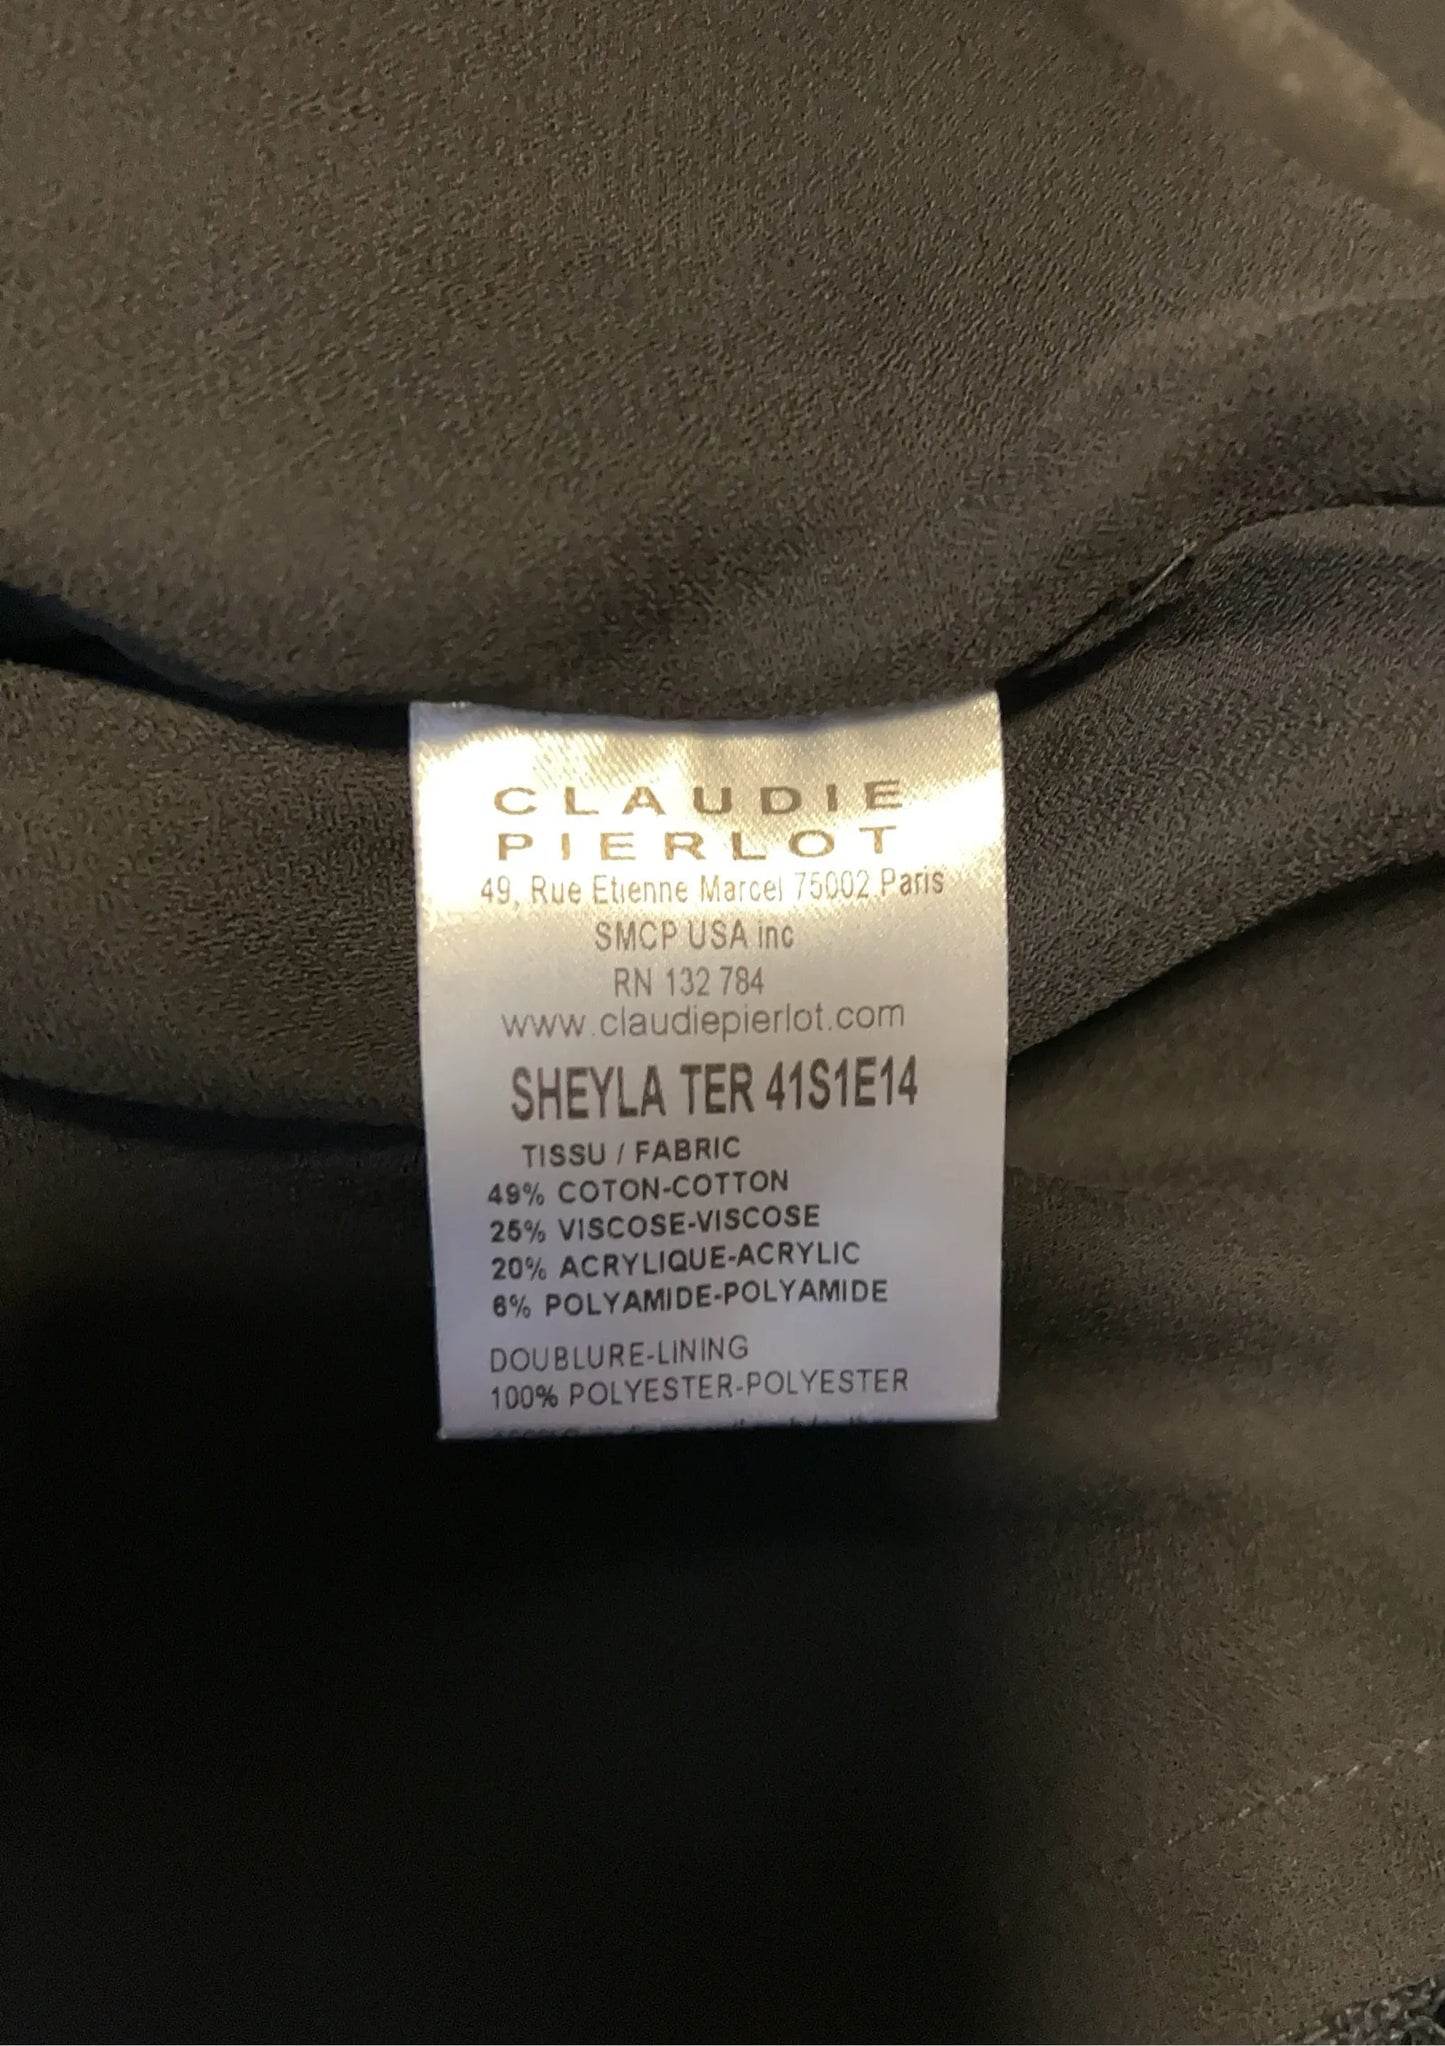 CLAUDIE
PIERLOT
49, Rue Etienne Marcel 75002 Paris
SMCP USA inc
RN 132 784
www.claudiepierlot.com
SHEYLA TER 41S1E14
TISSU / FABRIC
49% COTON-COTTON
25% VISCOSE-VISCOSE
20% ACRYLIQUE-ACRYLIC
6% POLYAMIDE-POLYAMIDE
DOUBLURE-LINING
100% POLYESTER-POLYESTER